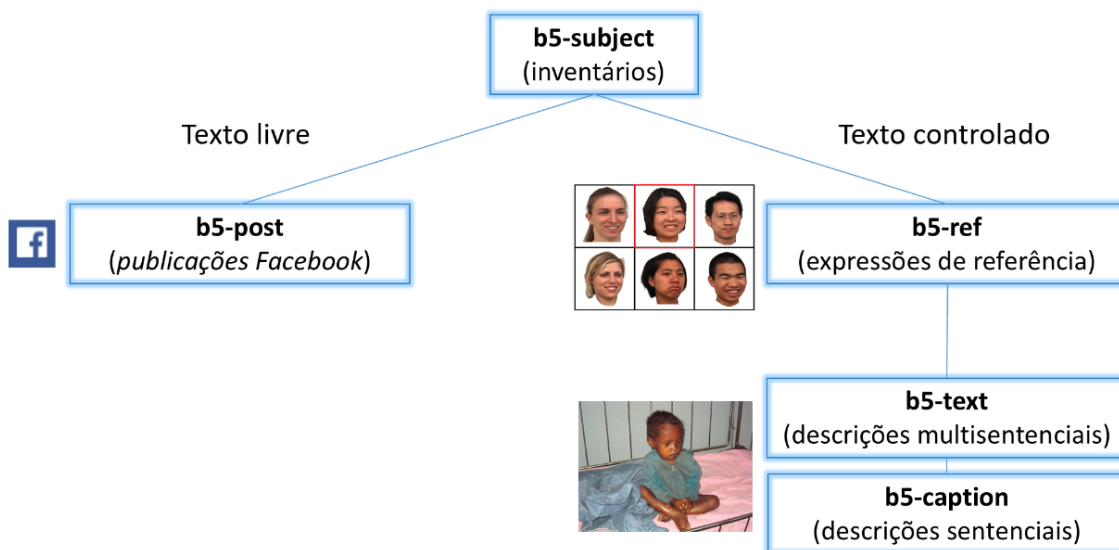 b5-subject
(inventários)
Texto livre
Texto controlado
b5-post
(publicações Facebook)
b5-ref
(expressões de referência)
b5-text
(descrições multisentenciais)
b5-caption
(descrições sentenciais)